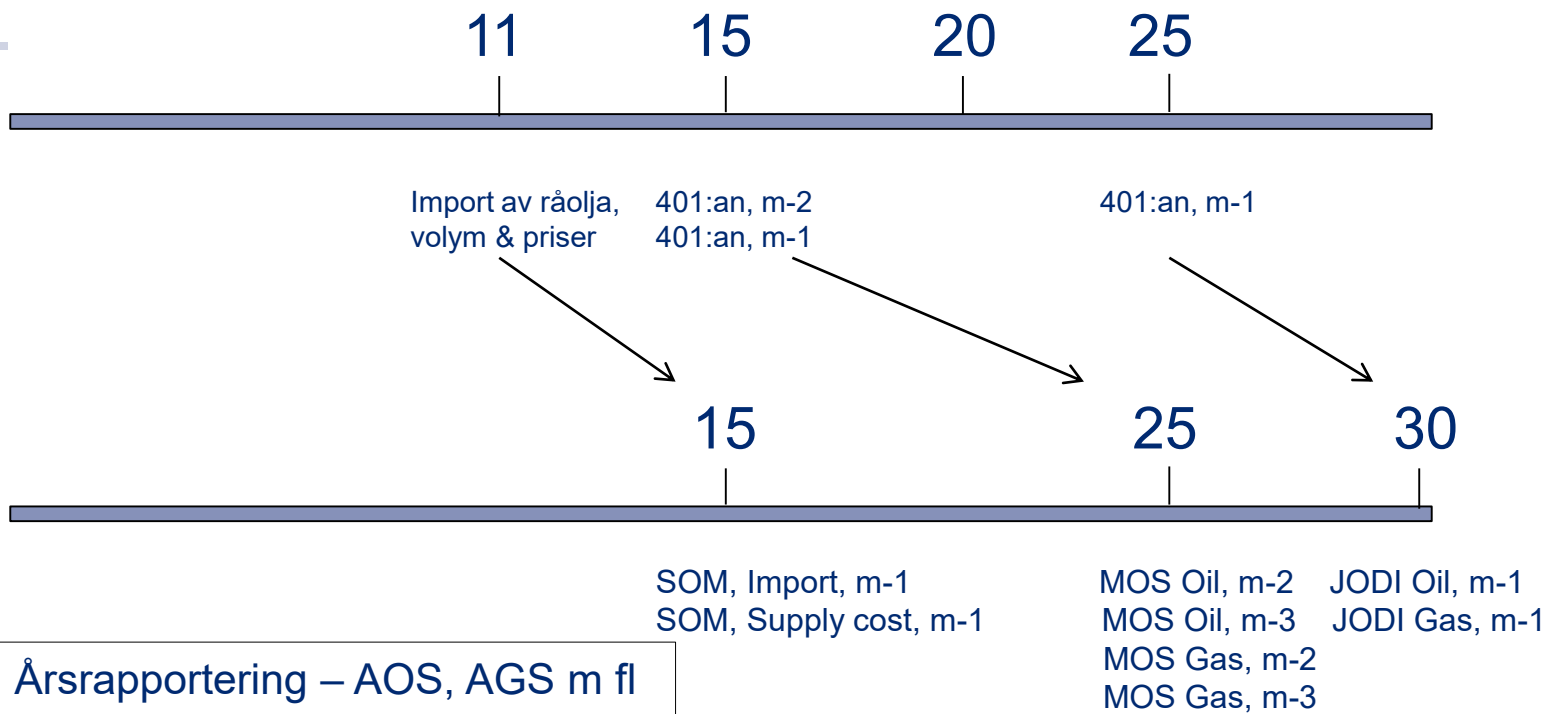 11 15 20 25
Import av råolja, 401:an, m-2 401:an, m-1
volym & priser 401:an, m-1
15 25 30
SOM, Import, m-1 MOS Oil, m-2 JODI Oil, m-1
SOM, Supply cost, m-1 MOS Oil, m-3 JODI Gas, m-1
MOS Gas, m-2
Årsrapportering – AOS, AGS m fl
MOS Gas, m-3